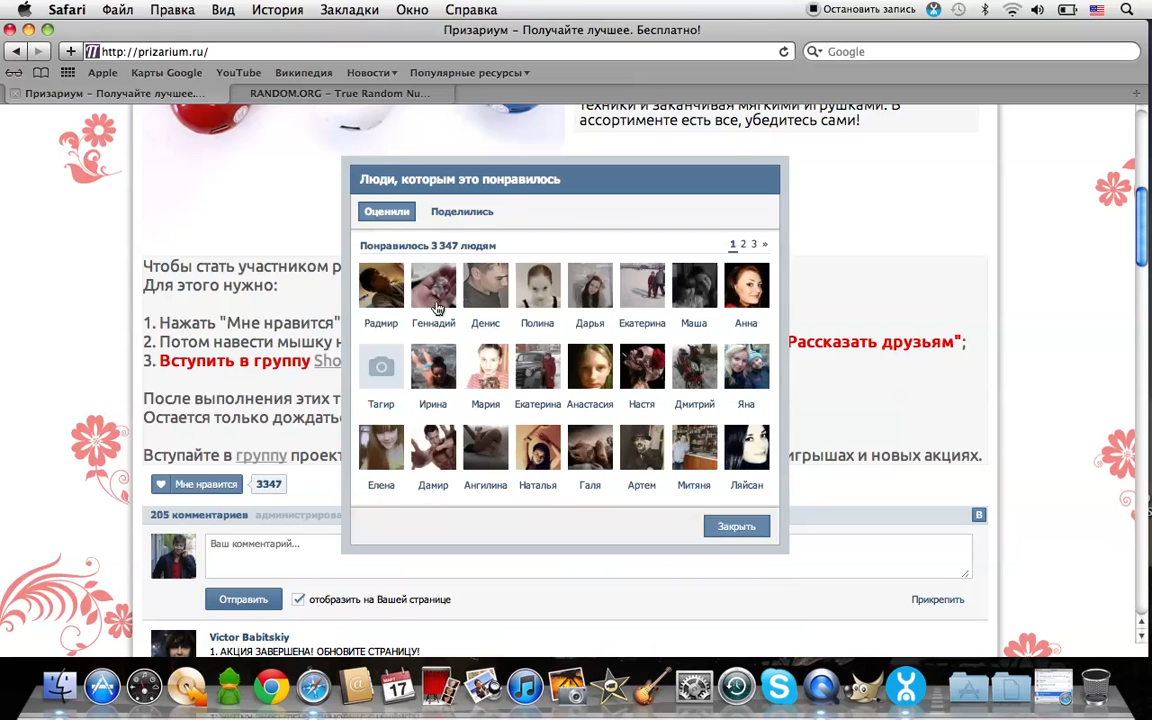 Safari Файл Правка Вид История Закладки Окно Справка Остановить запись
Призариум – Получайте лучшее. Бесплатно!
http://prizarium.ru/ Google
Apple Карты Google YouTube Википедия Новости Популярные ресурсы
Призариум – Получайте лучшее.... RANDOM.ORG – True Random Nu...
техники и заканчивая мягкими игрушками. В
ассортименте есть все, убедитесь сами!
Люди, которым это понравилось
Оценили Поделились
Понравилось 3 347 людям 1 2 3 »
Радмир Геннадий Денис Полина Дарья Екатерина Маша Анна
Тагир Ирина Мария Екатерина Анастасия Настя Дмитрий Яна
Елена Дамир Ангилина Наталья Галя Артем Митяня Ляйсан
Закрыть
Чтобы стать участником р
Для этого нужно:
1. Нажать "Мне нравится"
2. Потом навести мышку н Рассказать друзьям";
3. Вступить в группу Sho
После выполнения этих т
Остается только дождать
Вступайте в группу проект игрышах и новых акциях.
Мне нравится 3347
205 комментариев администрирова B
Ваш комментарий...
Отправить отобразить на Вашей странице Прикрепить
Victor Babitskiy
1. АКЦИЯ ЗАВЕРШЕНА! ОБНОВИТЕ СТРАНИЦУ!
МАРТ
17